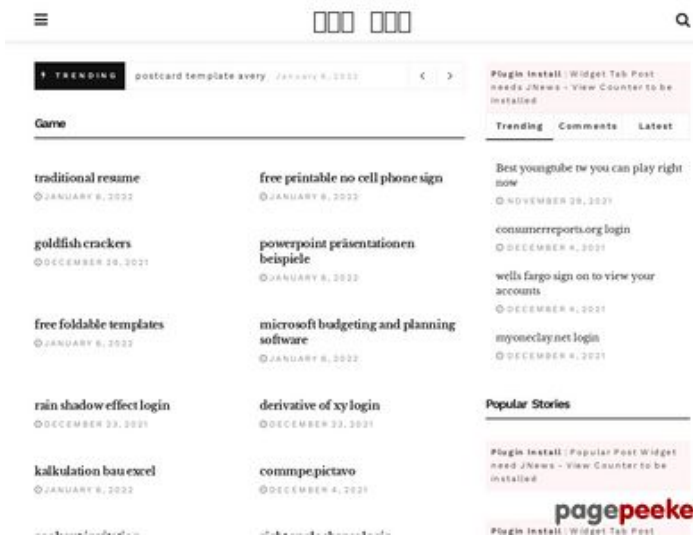 TRENDING
postcard template avery January 6, 2022
Game
traditional resume
JANUARY 6, 2022
free printable no cell phone sign
JANUARY 6, 2022
goldfish crackers
DECEMBER 28, 2021
powerpoint präsentationen
beispiele
JANUARY 6, 2022
free foldable templates
JANUARY 6, 2022
microsoft budgeting and planning
software
JANUARY 6, 2022
rain shadow effect login
DECEMBER 23, 2021
derivative of xy login
DECEMBER 23, 2021
kalkulation bau excel
JANUARY 6, 2022
commpe.pictavo
DECEMBER 4, 2021
Plugin Install : Widget Tab Post
needs JNews - View Counter to be
installed
Trending Comments Latest
Best youngtube tw you can play right
now
NOVEMBER 28, 2021
consumerreports.org login
DECEMBER 4, 2021
wells fargo sign on to view your
accounts
DECEMBER 4, 2021
myoneclay.net login
DECEMBER 4, 2021
Popular Stories
Plugin Install : Popular Post Widget
need JNews - View Counter to be
installed
pagepeeke
Plugin Install : Widget Tab Post